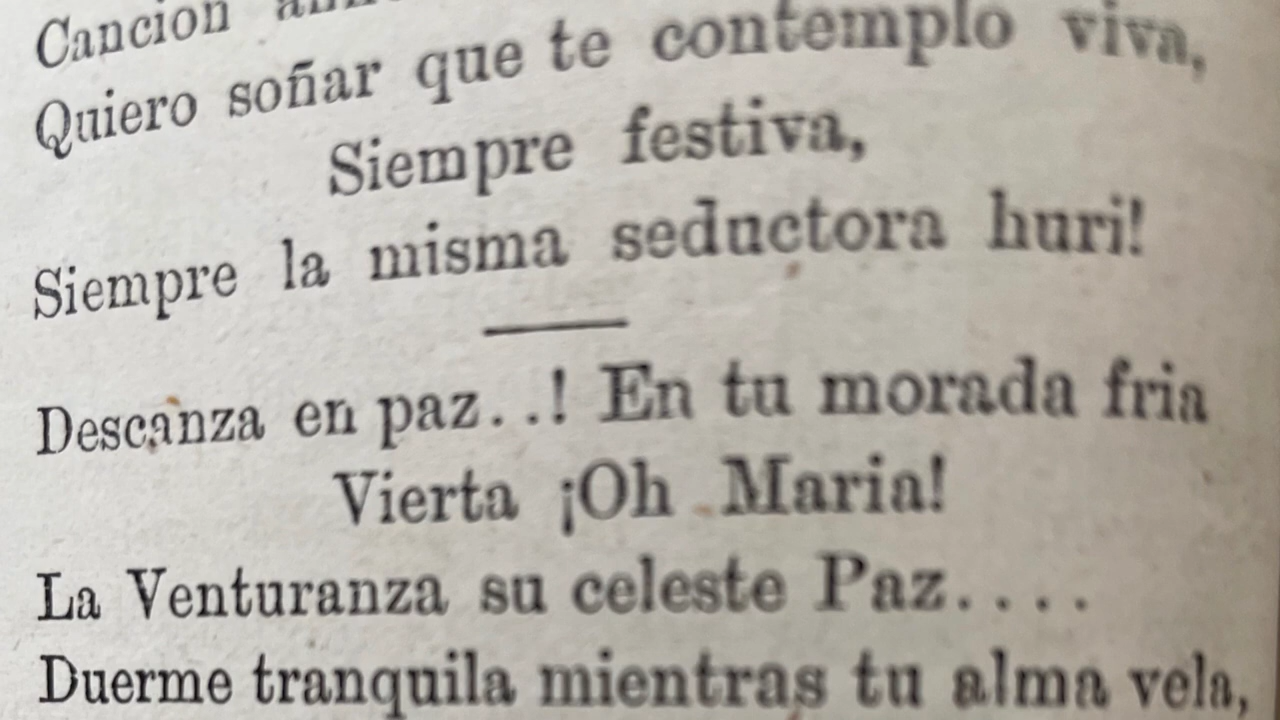 Cancion
Quiero soñar que te contemplo viva,
Siempre festiva,
Siempre la misma seductora huri!
Descanza en paz..! En tu morada fria
Vierta ¡Oh Maria!
La Venturanza su celeste Paz....
Duerme tranquila mientras tu alma vela,